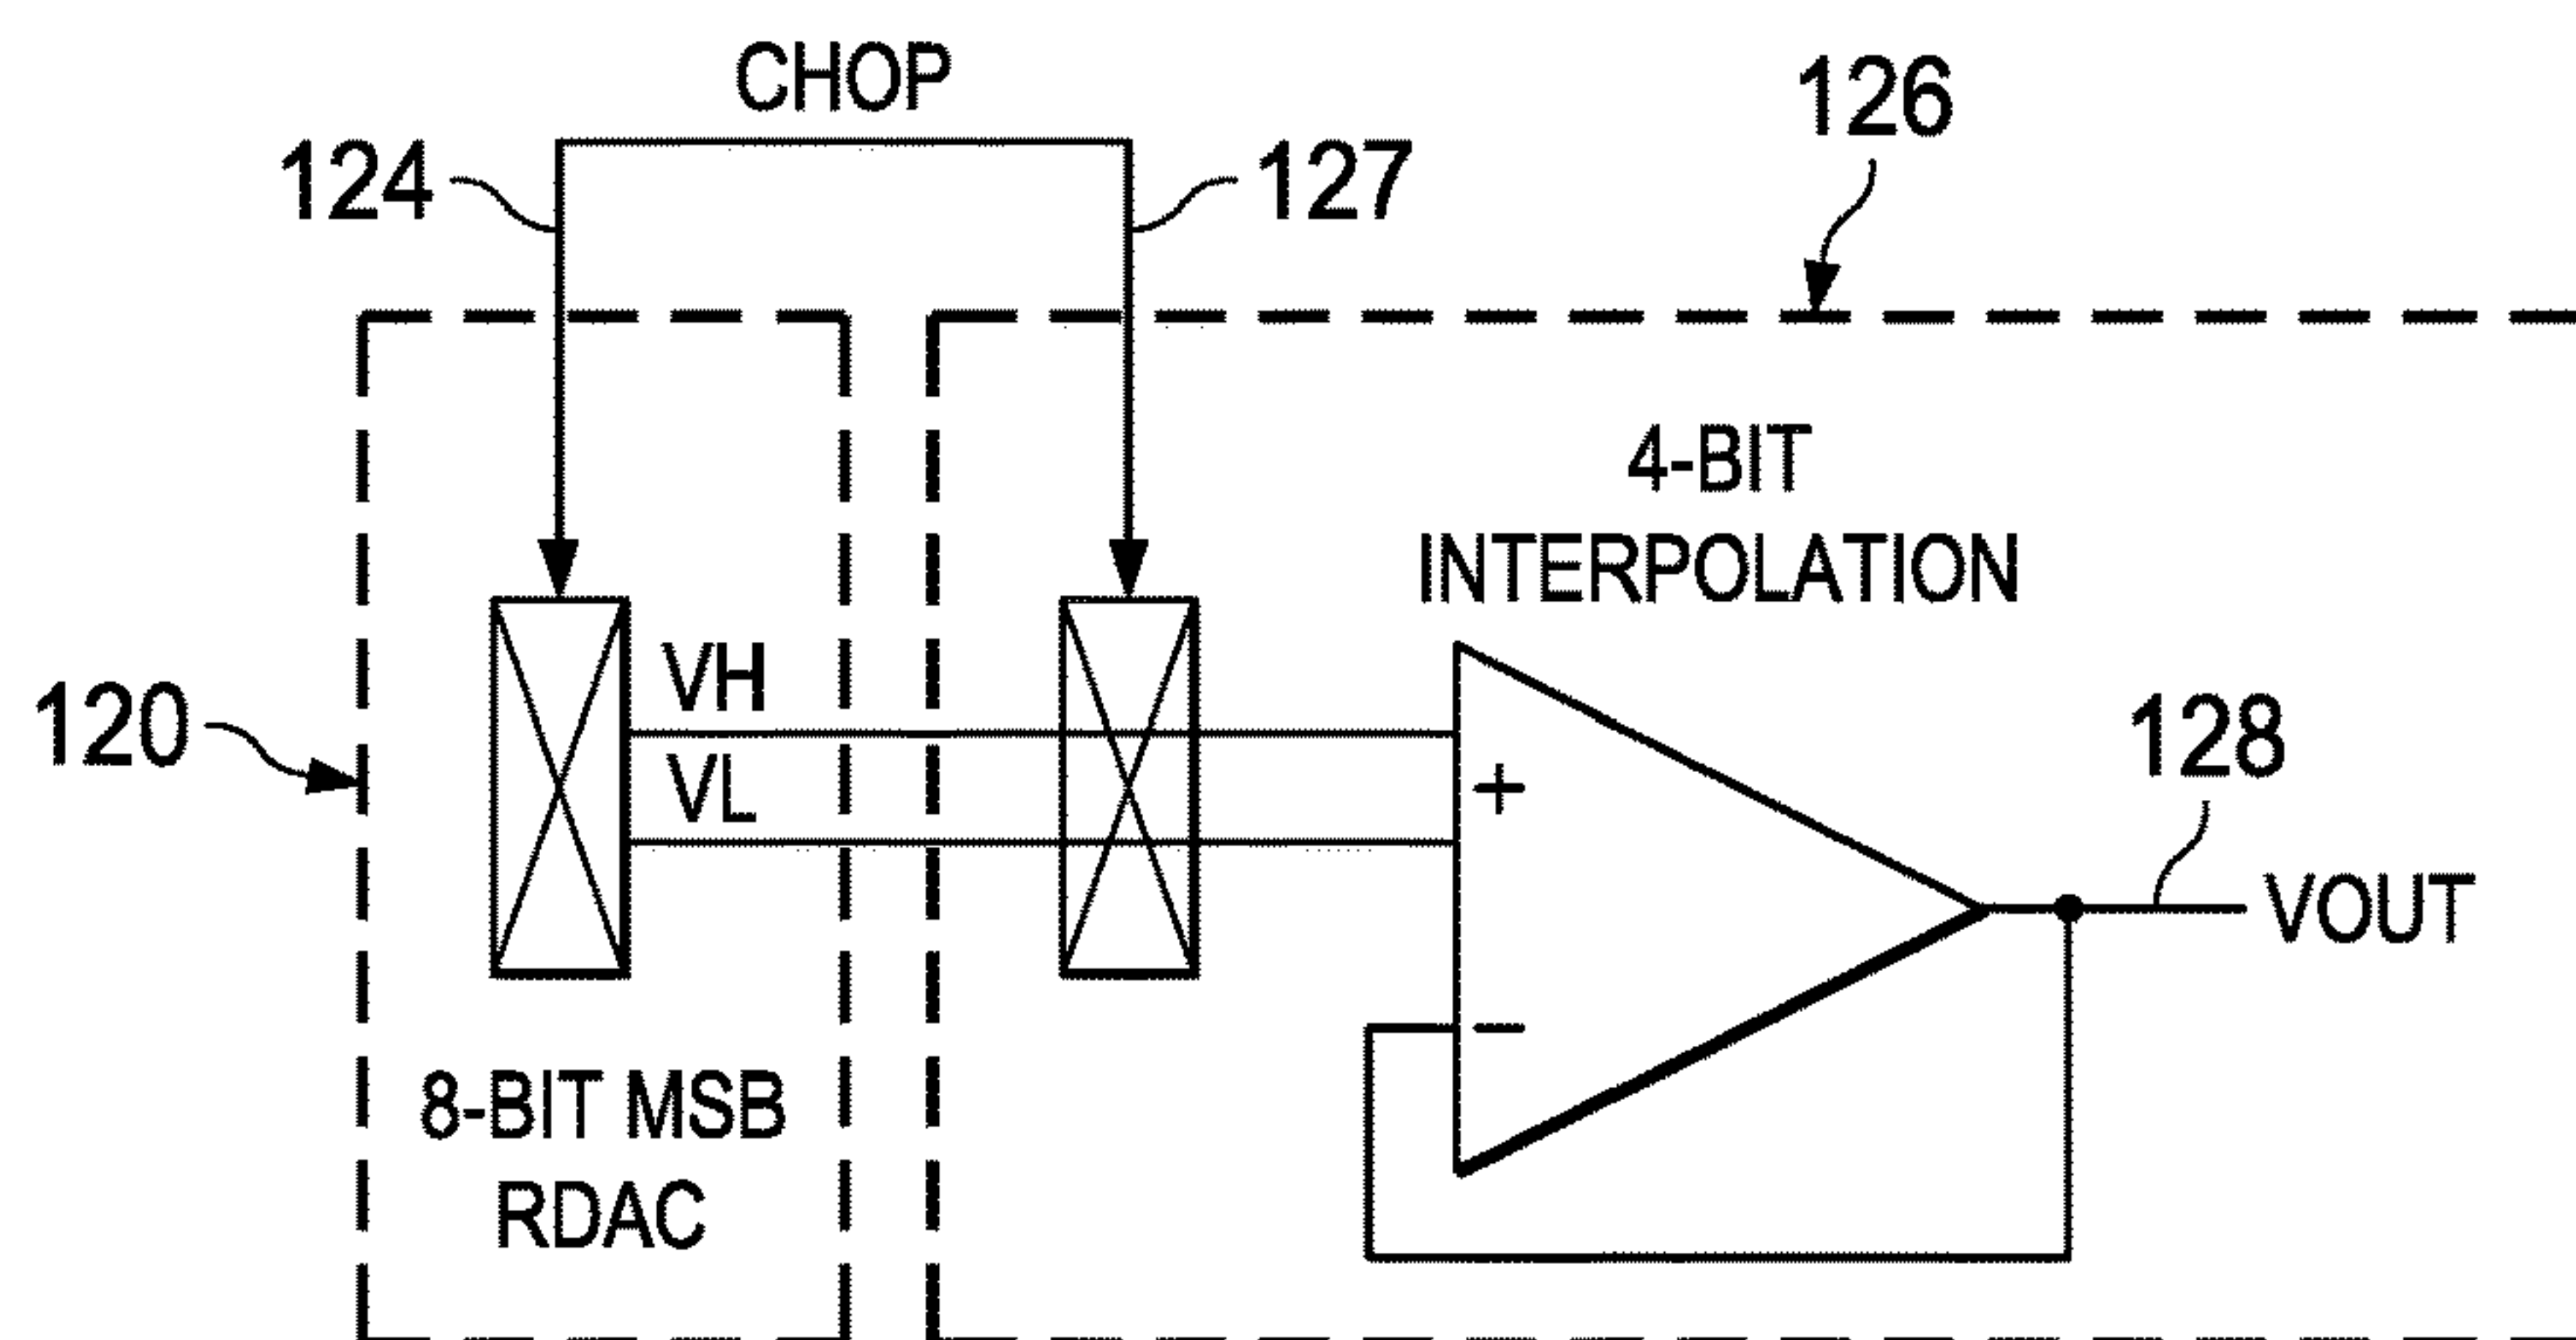 CHOP
126
124
127
4-BIT
INTERPOLATION
VH
120
VL
+
128
VOUT
−
8-BIT MSB
RDAC